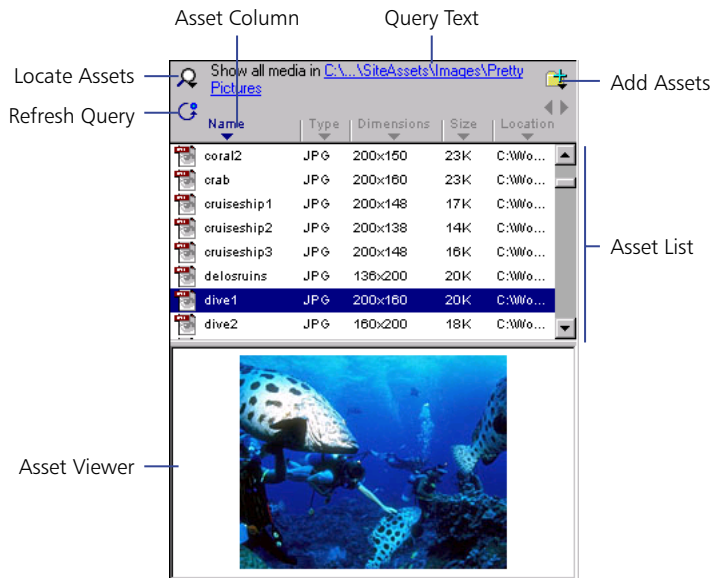 Asset Column
Query Text
Locate Assets
Show all media in C:\...\SiteAssets\Images\Pretty
Pictures
Add Assets
Refresh Query
Name Type Dimensions Size Location
coral2 JPG 200x150 23K C:\Wo...
crab JPG 200x160 23K C:\Wo...
cruiseship1 JPG 200x148 17K C:\Wo...
cruiseship2 JPG 200x138 14K C:\Wo...
cruiseship3 JPG 200x148 16K C:\Wo...
Asset List
delosruins JPG 136x200 20K C:\Wo...
dive1 JPG 200x160 20K C:\Wo...
dive2 JPG 160x200 18K C:\Wo...
Asset Viewer